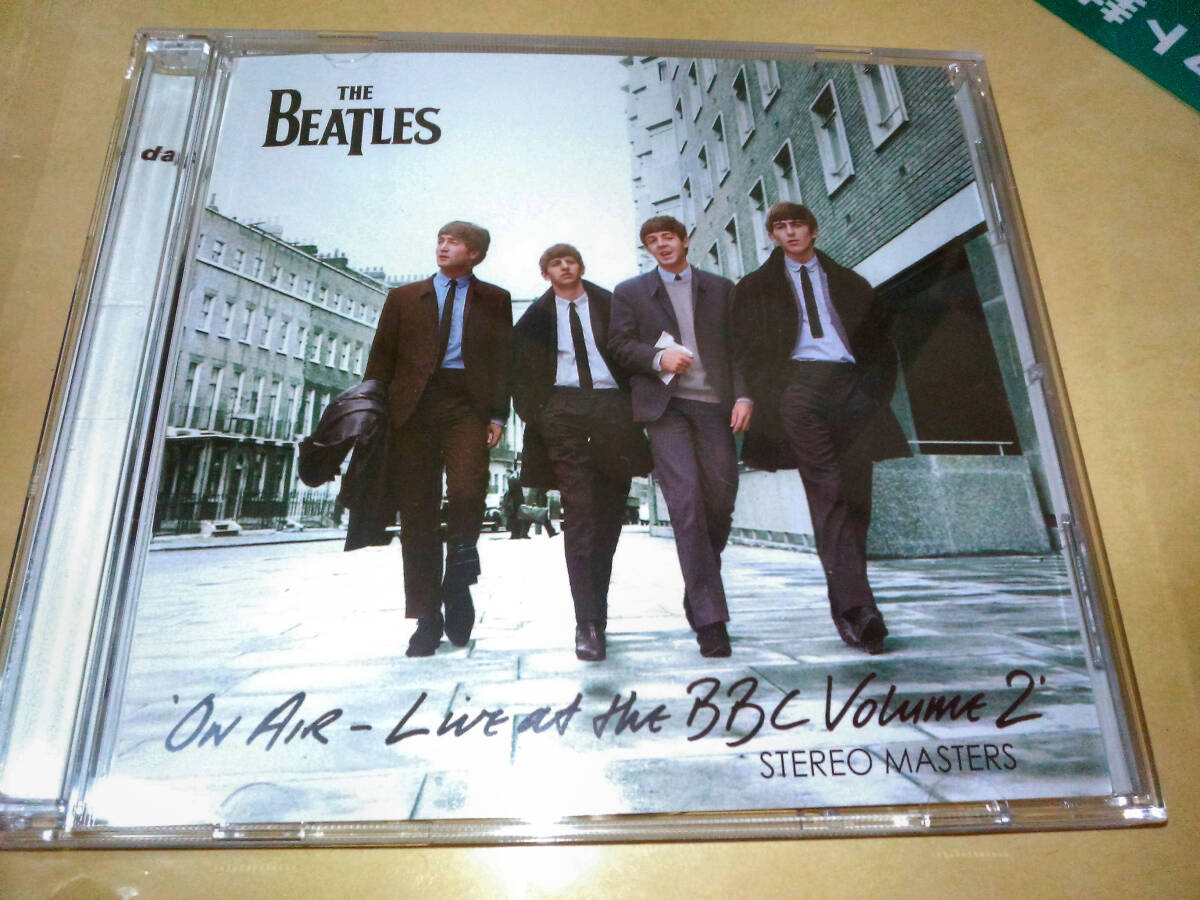 THE
BEATLES
'ON AIR - Live at the BBC Volume 2'
STEREO MASTERS